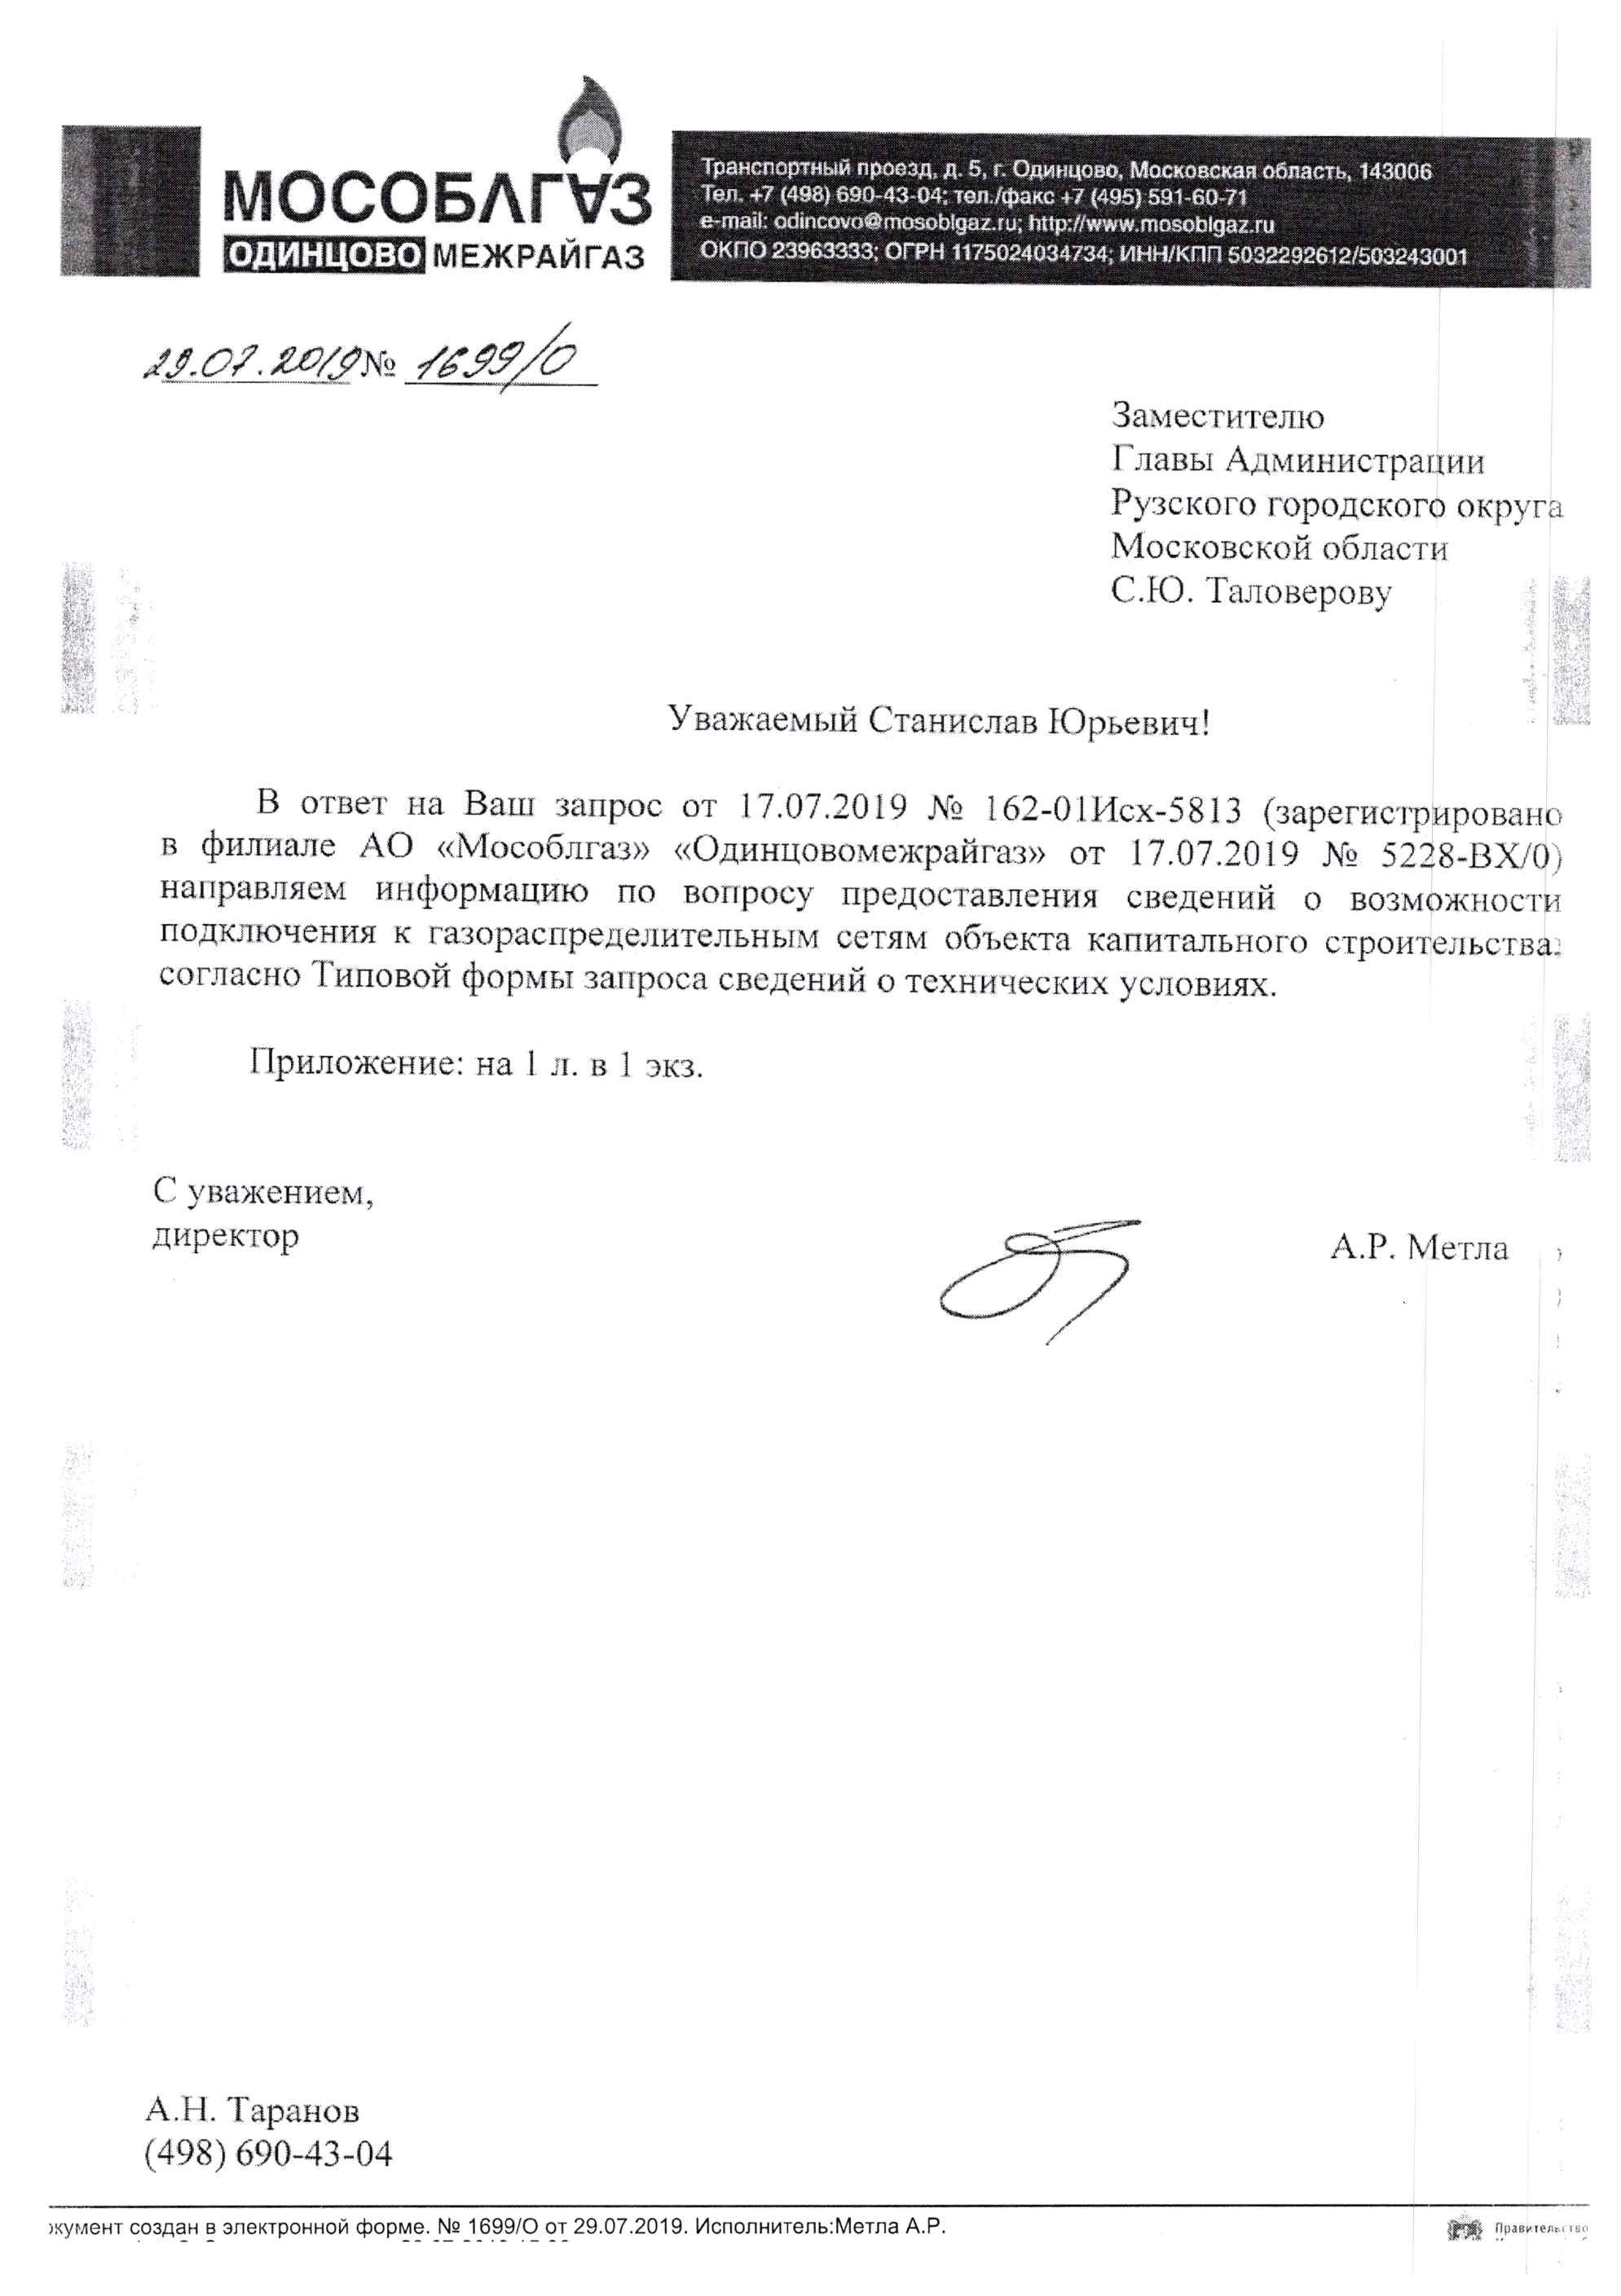 МОСОБЛГАЗ
ОДИНЦОВО МЕЖРАЙГАЗ
Транспортный проезд, д. 5, г. Одинцово, Московская область, 143006
Тел. +7 (498) 690-43-04; тел./факс +7 (495) 591-60-71
e-mail: odincovo@mosoblgaz.ru; http://www.mosoblgaz.ru
ОКПО 23963333; ОГРН 1175024034734; ИНН/КПП 5032292612/503243001
29.07.2019 № 1699/О
Заместителю
Главы Администрации
Рузского городского округа
Московской области
С.Ю. Таловерову
Уважаемый Станислав Юрьевич!
В ответ на Ваш запрос от 17.07.2019 № 162-01Исх-5813 (зарегистрировано
в филиале АО «Мособлгаз» «Одинцовомежрайгаз» от 17.07.2019 № 5228-ВХ/0)
направляем информацию по вопросу предоставления сведений о возможности
подключения к газораспределительным сетям объекта капитального строительства
согласно Типовой формы запроса сведений о технических условиях.
Приложение: на 1 л. в 1 экз.
С уважением,
директор
А.Р. Метла
А.Н. Таранов
(498) 690-43-04
окумент создан в электронной форме. № 1699/О от 29.07.2019. Исполнитель:Метла А.Р.
Правительство